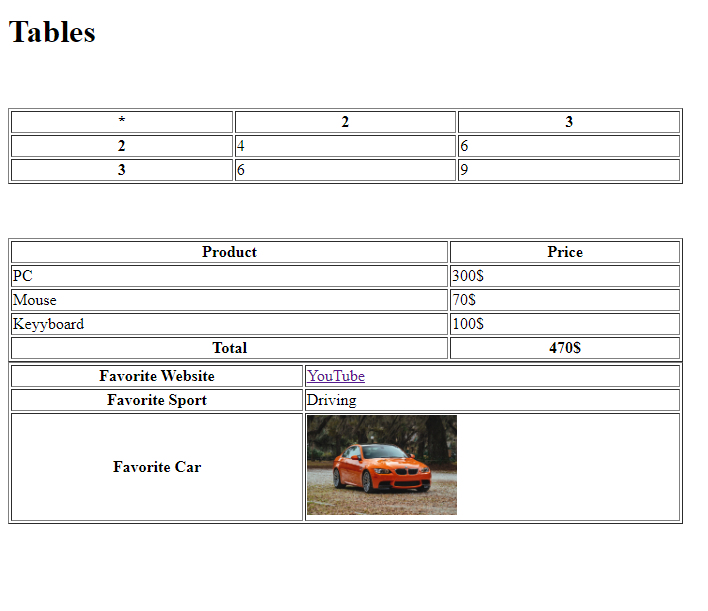 Tables
* 2 3
2 4 6
3 6 9
Product Price
PC 300$
Mouse 70$
Keyyboard 100$
Total 470$
Favorite Website YouTube
Favorite Sport Driving
Favorite Car